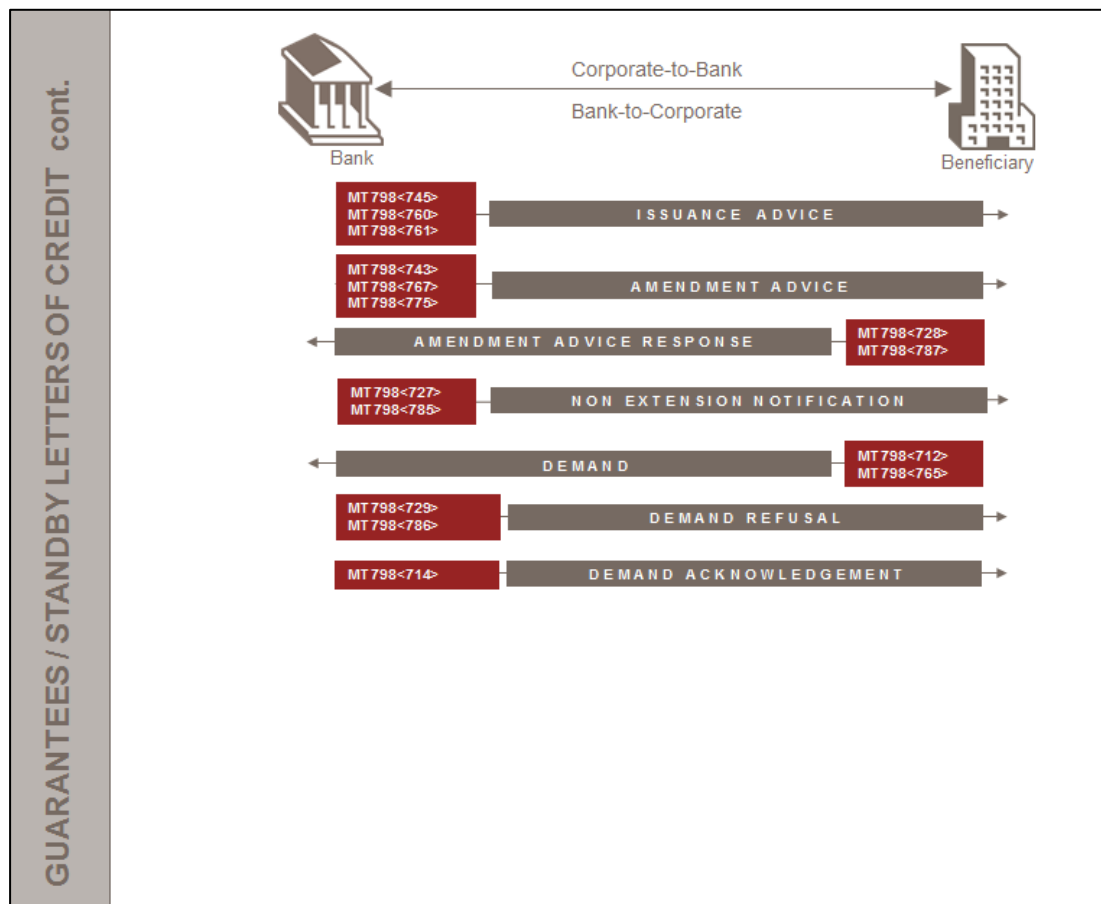 GUARANTEES / STANDBY LETTERS OF CREDIT cont.
Corporate-to-Bank
Bank-to-Corporate
Bank
Beneficiary
MT798<745>
MT798<760>
MT798<761>
ISSUANCE ADVICE
MT798<743>
MT798<767>
MT798<775>
AMENDMENT ADVICE
AMENDMENT ADVICE RESPONSE
MT798<728>
MT798<787>
MT798<727>
MT798<785>
NON EXTENSION NOTIFICATION
DEMAND
MT798<712>
MT798<765>
MT798<729>
MT798<786>
DEMAND REFUSAL
MT798<714>
DEMAND ACKNOWLEDGEMENT